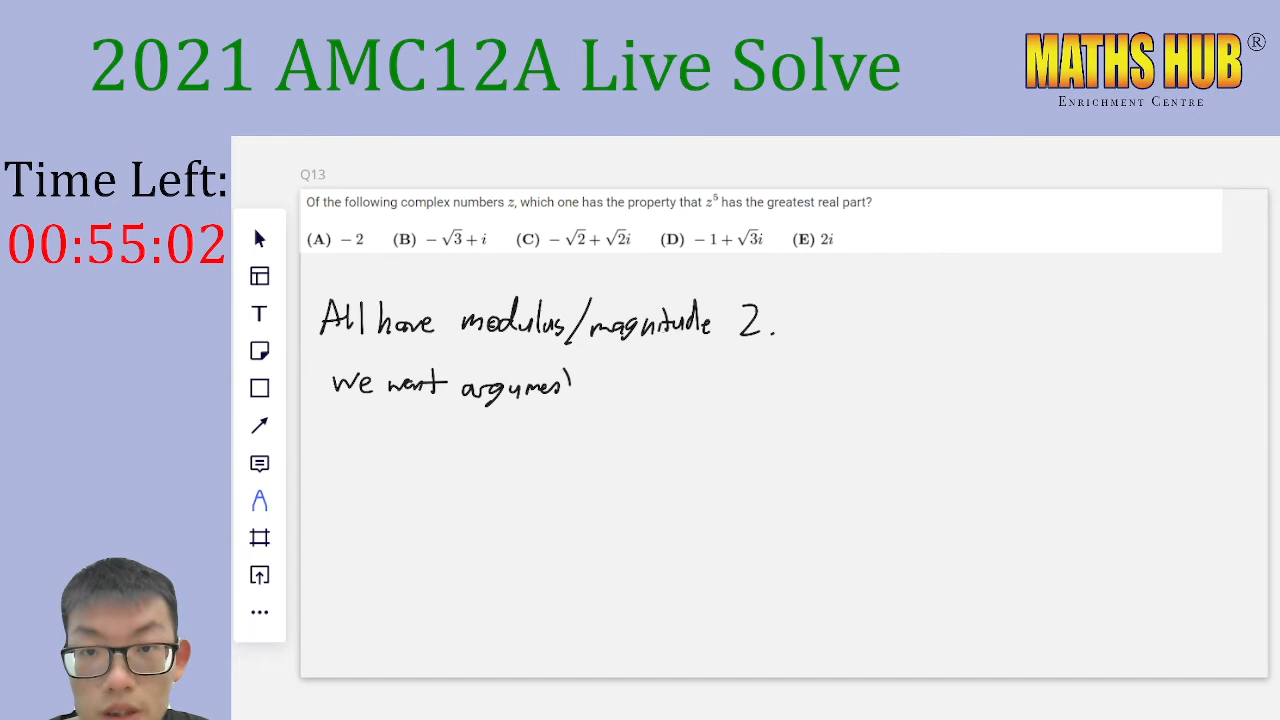 2021 AMC12A Live Solve
MATHS HUB®
ENRICHMENT CENTRE
Time Left:
00:55:02
Q13
Of the following complex numbers z, which one has the property that z⁵ has the greatest real part?
(A) −2 (B) −√3 + i (C) −√2 + √2i (D) −1 + √3i (E) 2i
All have modulus/magnitude 2.
We want
T
A